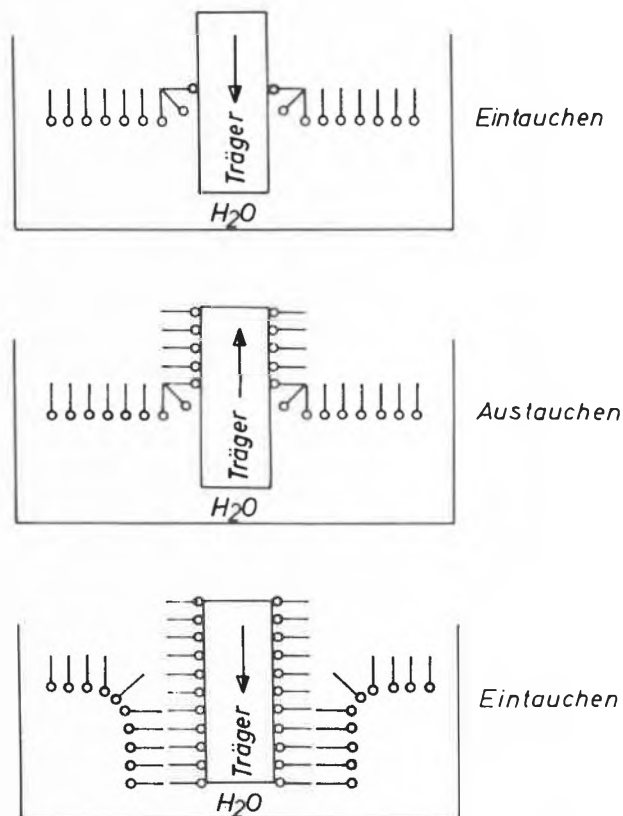 Träger
Eintauchen
H₂O
Träger
Austauchen
H₂O
Träger
Eintauchen
H₂O